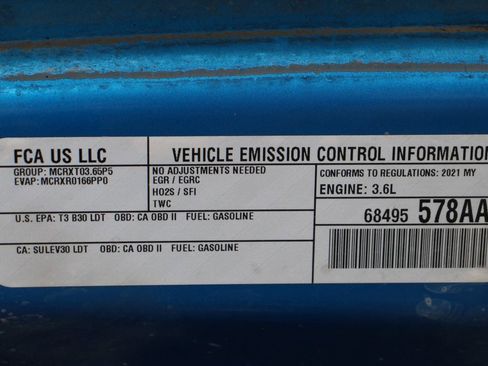 FCA US LLC
VEHICLE EMISSION CONTROL INFORMATION
GROUP: MCRXT03.65P5
EVAP: MCRXR0166PP0
NO ADJUSTMENTS NEEDED
EGR / EGRC
HO2S / SFI
TWC
CONFORMS TO REGULATIONS: 2021 MY
ENGINE: 3.6L
U.S. EPA: T3 B30 LDT OBD: CA OBD II FUEL: GASOLINE
68495 578AA
CA: SULEV30 LDT OBD: CA OBD II FUEL: GASOLINE